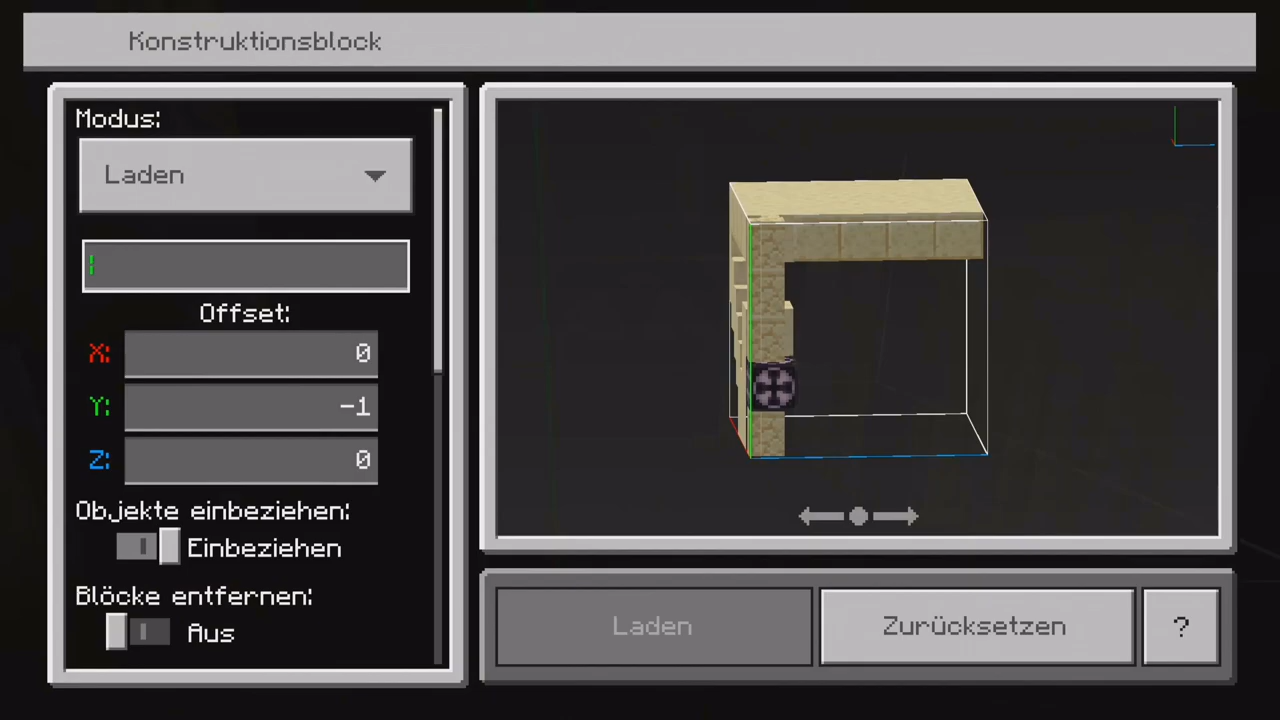 Konstruktionsblock
Modus:
Laden
Offset:
X: 0
Y: -1
Z: 0
Objekte einbeziehen:
Einbeziehen
Blöcke entfernen:
Aus
Laden
Zurücksetzen
?